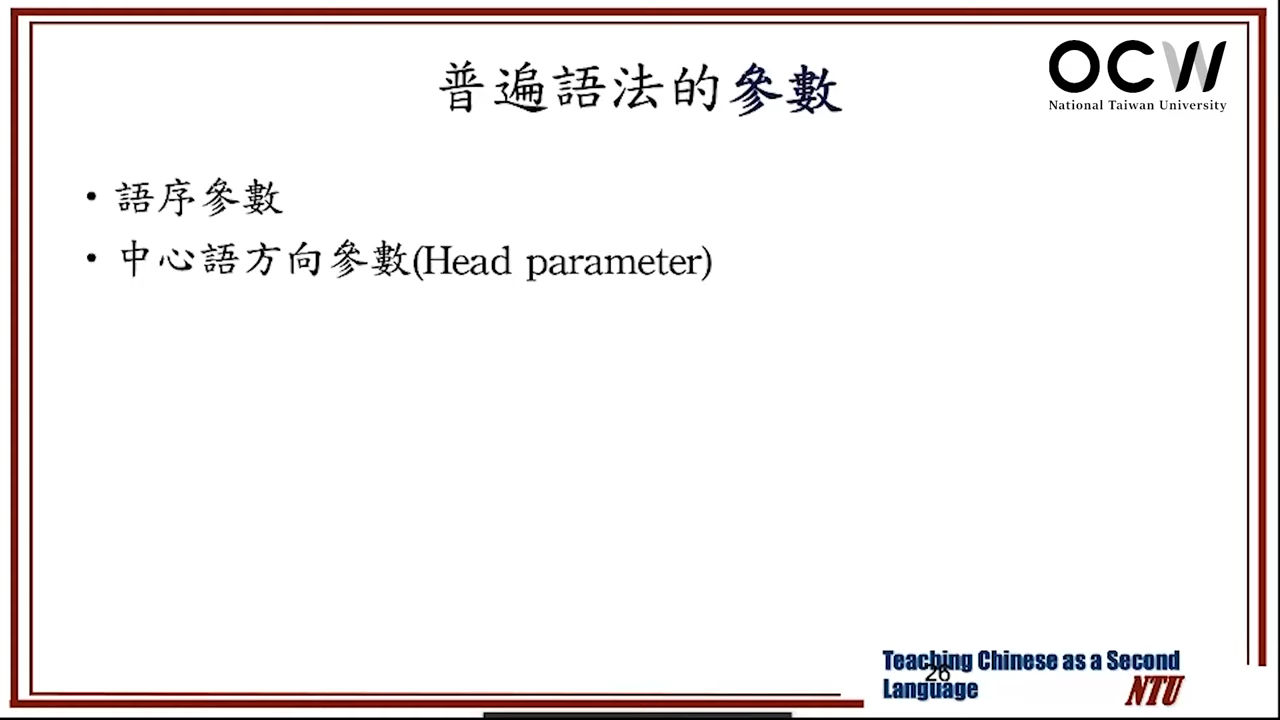 普遍語法的參數
OCW
National Taiwan University
• 語序參數
• 中心語方向參數(Head parameter)
Teaching Chinese as a Second
Language
26
NTU